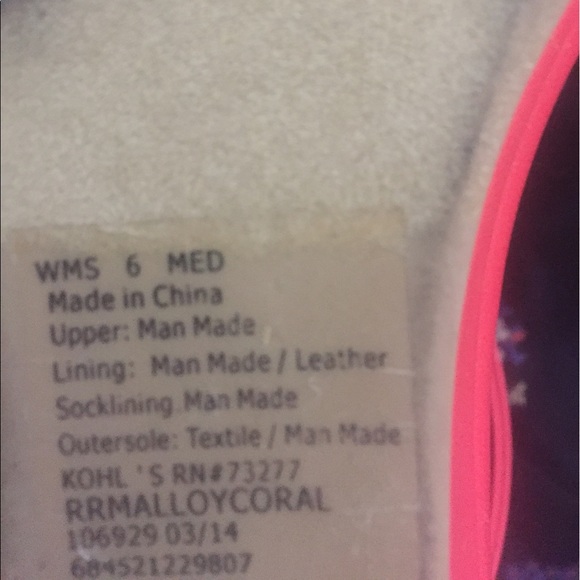 WMS 6 MED
Made in China
Upper: Man Made
Lining: Man Made / Leather
Socklining Man Made
Outersole: Textile / Man Made
KOHL 'S RN#73277
RRMALLOYCORAL
106929 03/14
684521229807